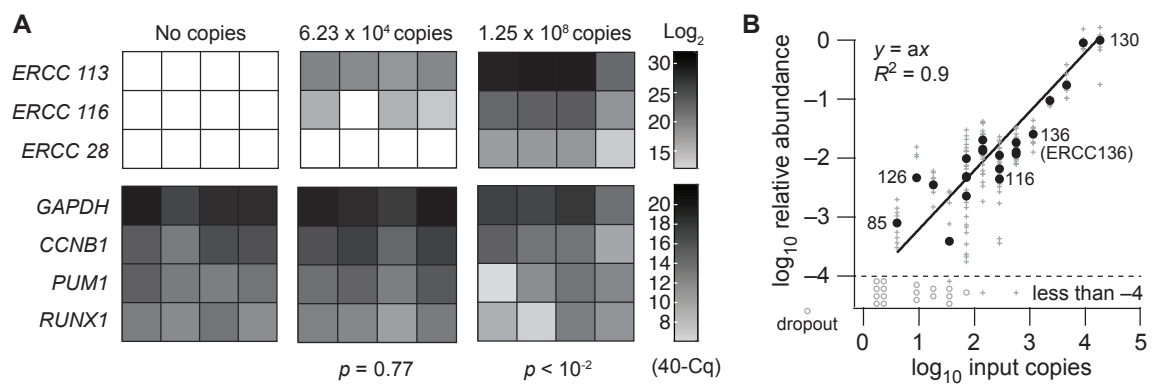 A
No copies
6.23 x 10⁴ copies
1.25 x 10⁸ copies
Log₂
ERCC 113
ERCC 116
ERCC 28
30
25
20
15
GAPDH
CCNB1
PUM1
RUNX1
20
18
16
14
12
10
8
p = 0.77
p < 10⁻²
(40-Cq)
B
log₁₀ relative abundance
0
−1
−2
−3
−4
y = ax
R² = 0.9
130
136
(ERCC136)
126
116
85
less than −4
dropout
0
1
2
3
4
5
log₁₀ input copies